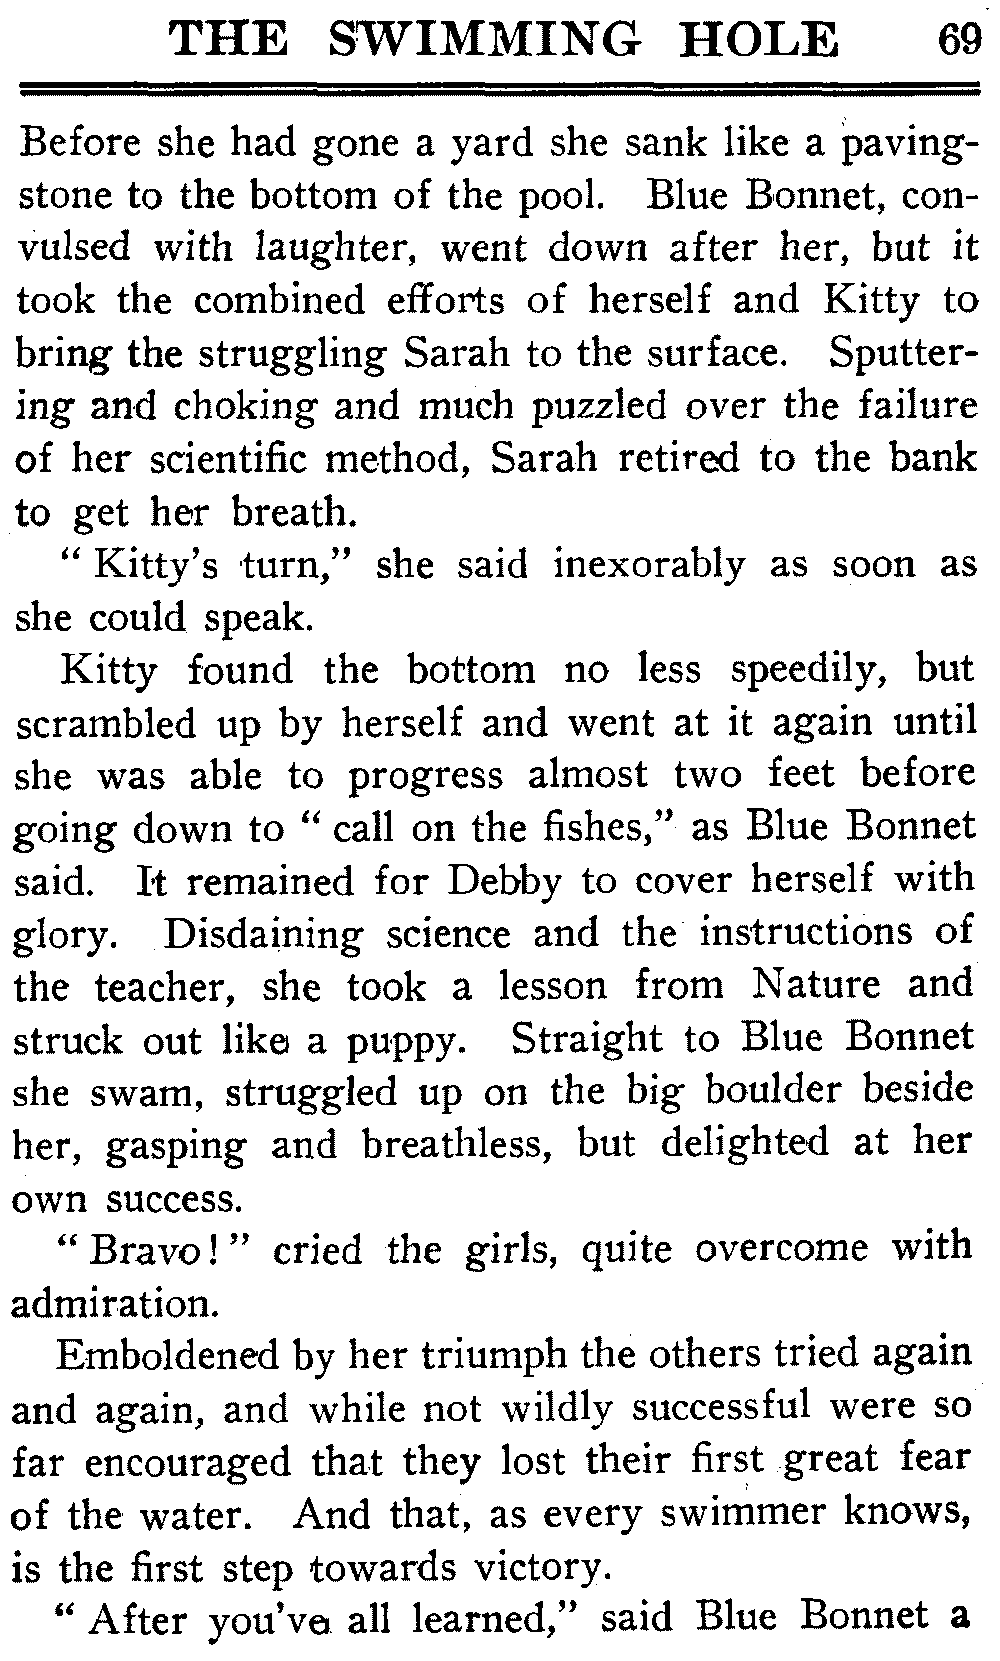 THE SWIMMING HOLE 69
Before she had gone a yard she sank like a paving-
stone to the bottom of the pool. Blue Bonnet, con-
vulsed with laughter, went down after her, but it
took the combined efforts of herself and Kitty to
bring the struggling Sarah to the surface. Sputter-
ing and choking and much puzzled over the failure
of her scientific method, Sarah retired to the bank
to get her breath.
" Kitty's turn," she said inexorably as soon as
she could speak.
Kitty found the bottom no less speedily, but
scrambled up by herself and went at it again until
she was able to progress almost two feet before
going down to " call on the fishes," as Blue Bonnet
said. It remained for Debby to cover herself with
glory. Disdaining science and the instructions of
the teacher, she took a lesson from Nature and
struck out like a puppy. Straight to Blue Bonnet
she swam, struggled up on the big boulder beside
her, gasping and breathless, but delighted at her
own success.
" Bravo! " cried the girls, quite overcome with
admiration.
Emboldened by her triumph the others tried again
and again, and while not wildly successful were so
far encouraged that they lost their first great fear
of the water. And that, as every swimmer knows,
is the first step towards victory.
" After you've all learned," said Blue Bonnet a